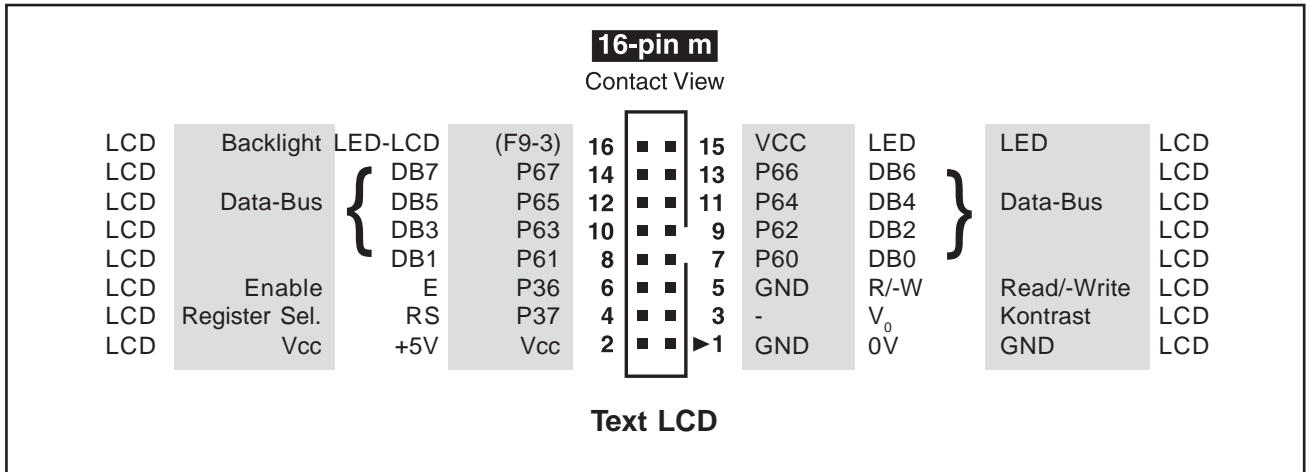 16-pin m
Contact View
LCD Backlight LED-LCD (F9-3) 16 15 VCC LED LED LCD
LCD DB7 P67 14 13 P66 DB6 LCD
LCD Data-Bus { DB5 P65 12 11 P64 DB4 } Data-Bus LCD
LCD DB3 P63 10 9 P62 DB2 LCD
LCD DB1 P61 8 7 P60 DB0 LCD
LCD Enable E P36 6 5 GND R/-W Read/-Write LCD
LCD Register Sel. RS P37 4 3 - V0 Kontrast LCD
LCD Vcc +5V Vcc 2 ►1 GND 0V GND LCD
Text LCD